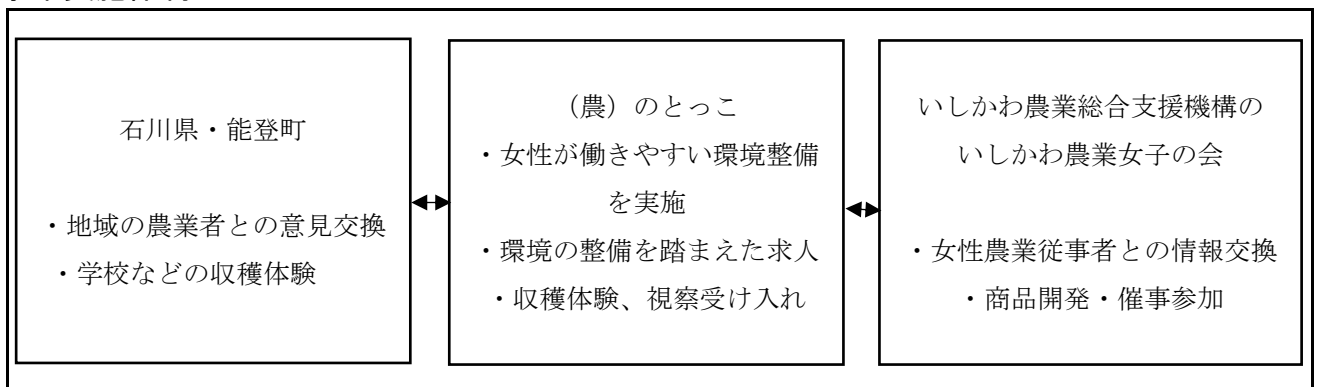 石川県・能登町
・地域の農業者との意見交換
・学校などの収穫体験
（農）のとっこ
・女性が働きやすい環境整備
を実施
・環境の整備を踏まえた求人
・収穫体験、視察受け入れ
いしかわ農業総合支援機構の
いしかわ農業女子の会
・女性農業従事者との情報交換
・商品開発・催事参加